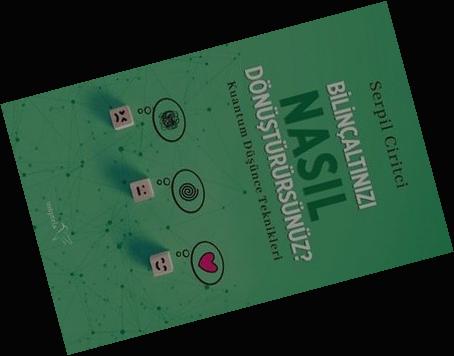 Serpil Ciritci
BİLİNÇALTINIZI
NASIL
DÖNÜŞTÜRÜRSÜNÜZ?
Kuantum Düşünce Teknikleri